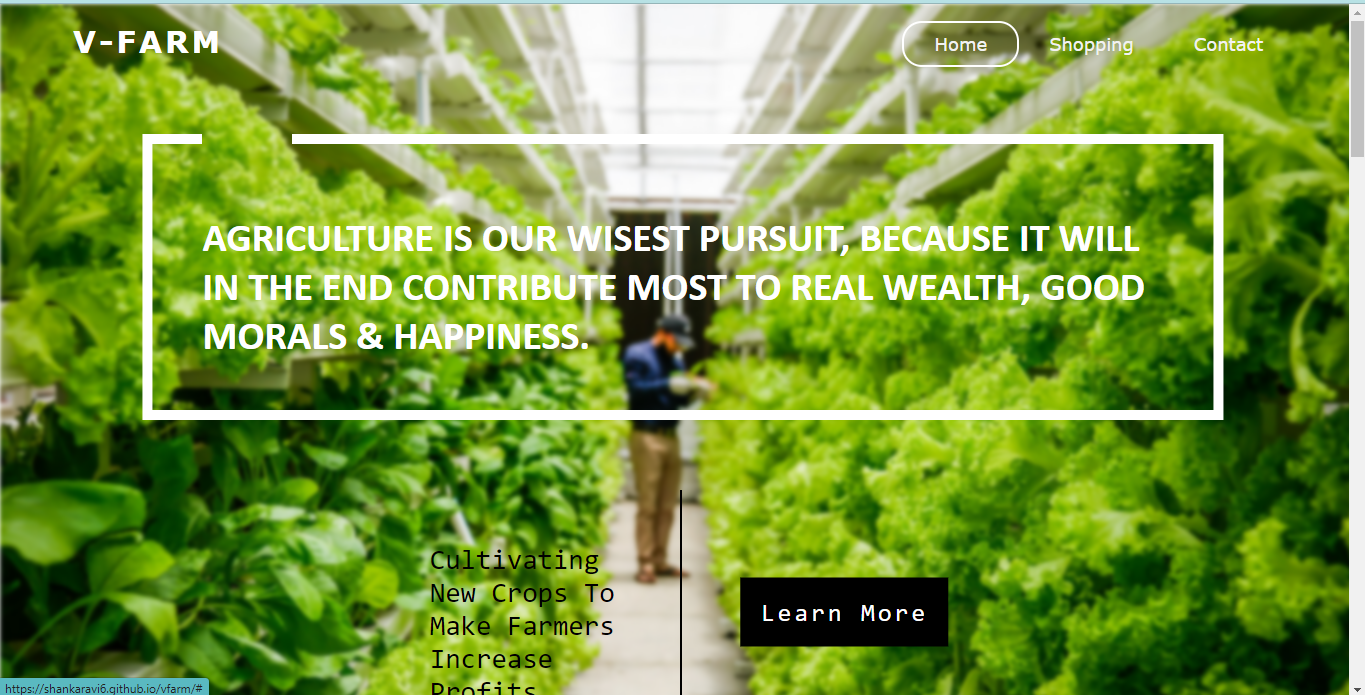 V-FARM
Home Shopping Contact
AGRICULTURE IS OUR WISEST PURSUIT, BECAUSE IT WILL
IN THE END CONTRIBUTE MOST TO REAL WEALTH, GOOD
MORALS & HAPPINESS.
Cultivating
New Crops To
Make Farmers
Increase
Profits
Learn More
https://shankaravi6.github.io/vfarm/#